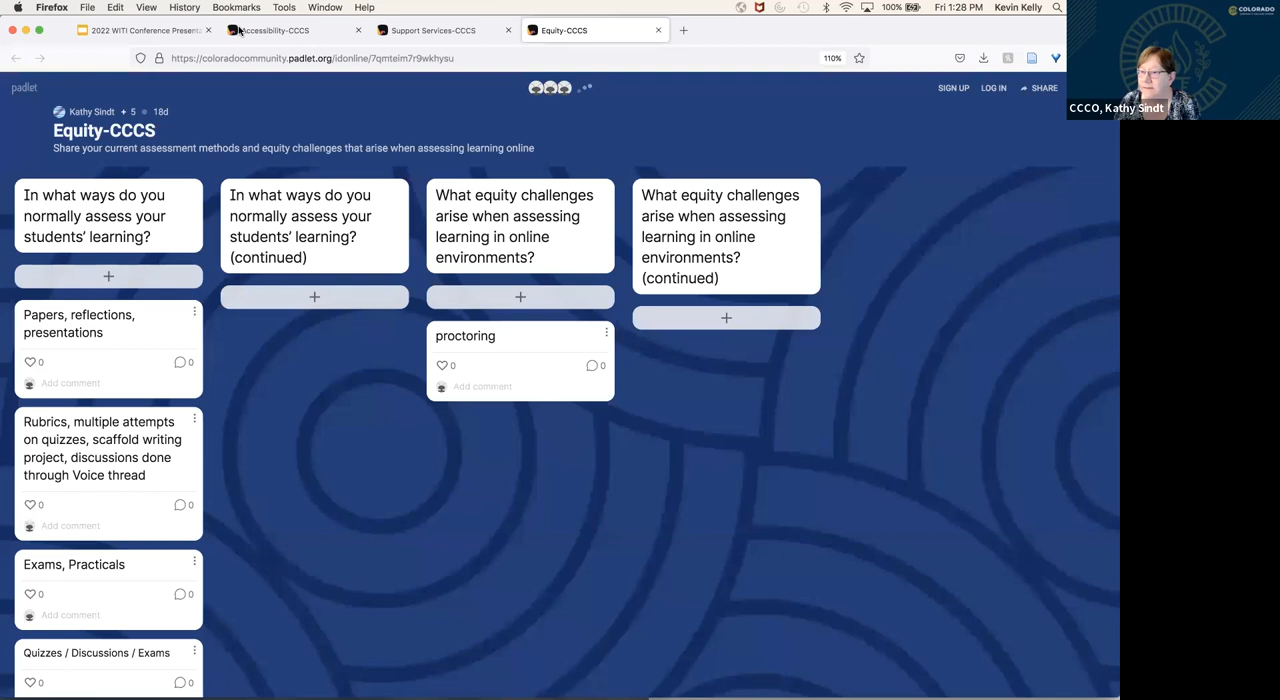 Firefox File Edit View History Bookmarks Tools Window Help 100% Fri 1:28 PM Kevin Kelly
2022 WITI Conference Presenta
Accessibility-CCCS
Support Services-CCCS
Equity-CCCS
https://coloradocommunity.padlet.org/idonline/7qmteim7r9wkhysu
110%
COLORADO
CCCO, Kathy Sindt
padlet
SIGN UP LOG IN SHARE
Kathy Sindt + 5 18d
Equity-CCCS
Share your current assessment methods and equity challenges that arise when assessing learning online
In what ways do you
normally assess your
students' learning?
Papers, reflections,
presentations
0 0
Add comment
Rubrics, multiple attempts
on quizzes, scaffold writing
project, discussions done
through Voice thread
0 0
Add comment
Exams, Practicals
0 0
Add comment
Quizzes / Discussions / Exams
0 0
In what ways do you
normally assess your
students' learning?
(continued)
What equity challenges
arise when assessing
learning in online
environments?
proctoring
0 0
Add comment
What equity challenges
arise when assessing
learning in online
environments?
(continued)